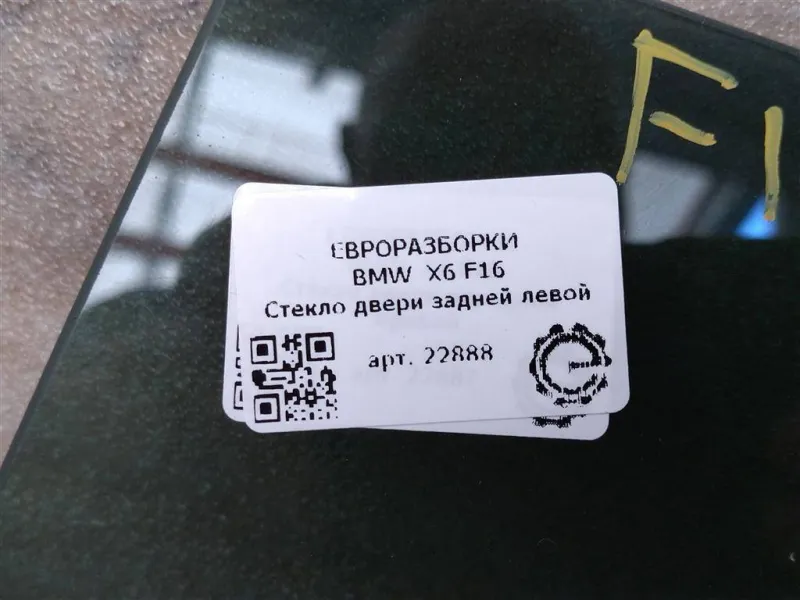 F1
ЕВРОРАЗБОРКИ
BMW X6 F16
Стекло двери задней левой
арт. 22888